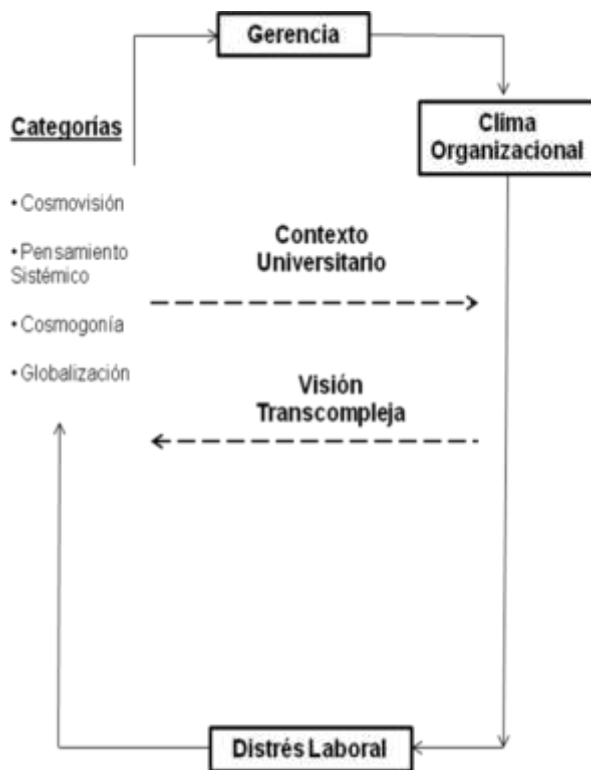 Gerencia
Categorías
Clima
Organizacional
• Cosmovisión
• Pensamiento
Sistémico
• Cosmogonía
• Globalización
Contexto
Universitario
Visión
Transcompleja
Distrés Laboral